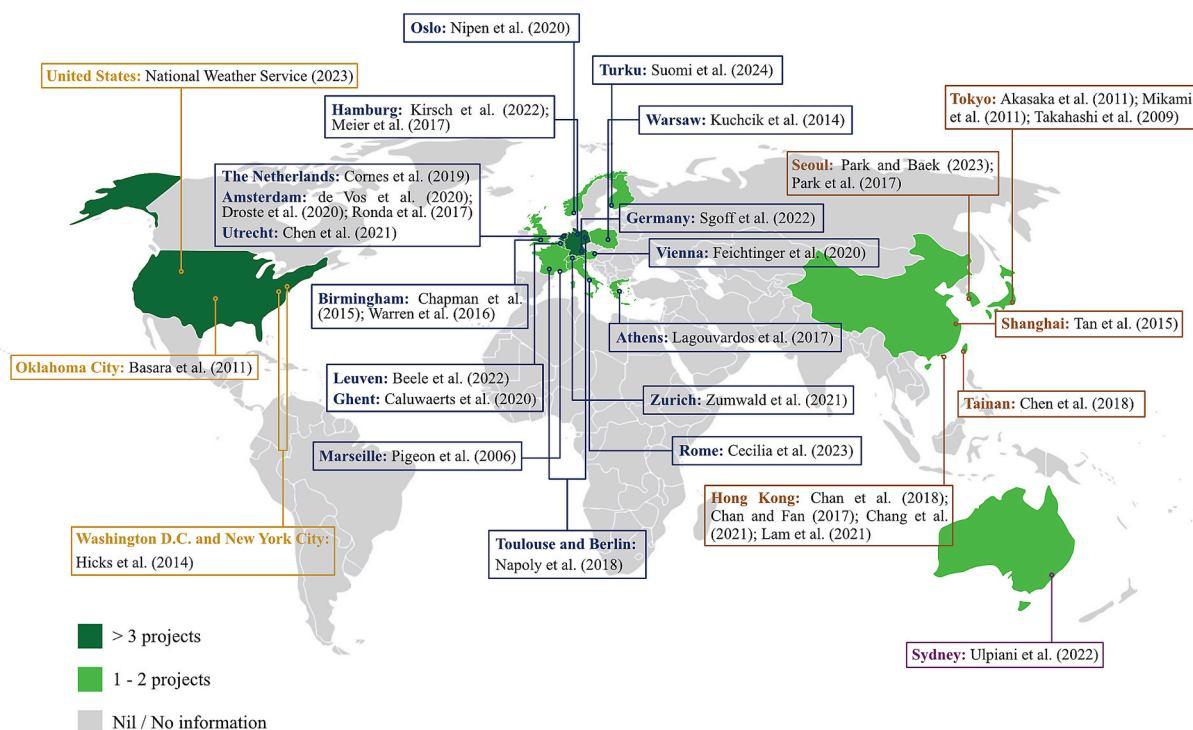 Oslo: Nipen et al. (2020)
United States: National Weather Service (2023)
Turku: Suomi et al. (2024)
Hamburg: Kirsch et al. (2022);
Meier et al. (2017)
Warsaw: Kuchcik et al. (2014)
Tokyo: Akasaka et al. (2011); Mikami
et al. (2011); Takahashi et al. (2009)
Seoul: Park and Baek (2023);
Park et al. (2017)
The Netherlands: Cornes et al. (2019)
Amsterdam: de Vos et al. (2020);
Droste et al. (2020); Ronda et al. (2017)
Utrecht: Chen et al. (2021)
Germany: Sgoff et al. (2022)
Vienna: Feichtinger et al. (2020)
Birmingham: Chapman et al.
(2015); Warren et al. (2016)
Athens: Lagouvardos et al. (2017)
Shanghai: Tan et al. (2015)
Oklahoma City: Basara et al. (2011)
Leuven: Beele et al. (2022)
Ghent: Caluwaerts et al. (2020)
Zurich: Zumwald et al. (2021)
Tainan: Chen et al. (2018)
Marseille: Pigeon et al. (2006)
Rome: Cecilia et al. (2023)
Hong Kong: Chan et al. (2018);
Chan and Fan (2017); Chang et al.
(2021); Lam et al. (2021)
Washington D.C. and New York City:
Hicks et al. (2014)
Toulouse and Berlin:
Napoly et al. (2018)
Sydney: Ulpiani et al. (2022)
> 3 projects
1 - 2 projects
Nil / No information